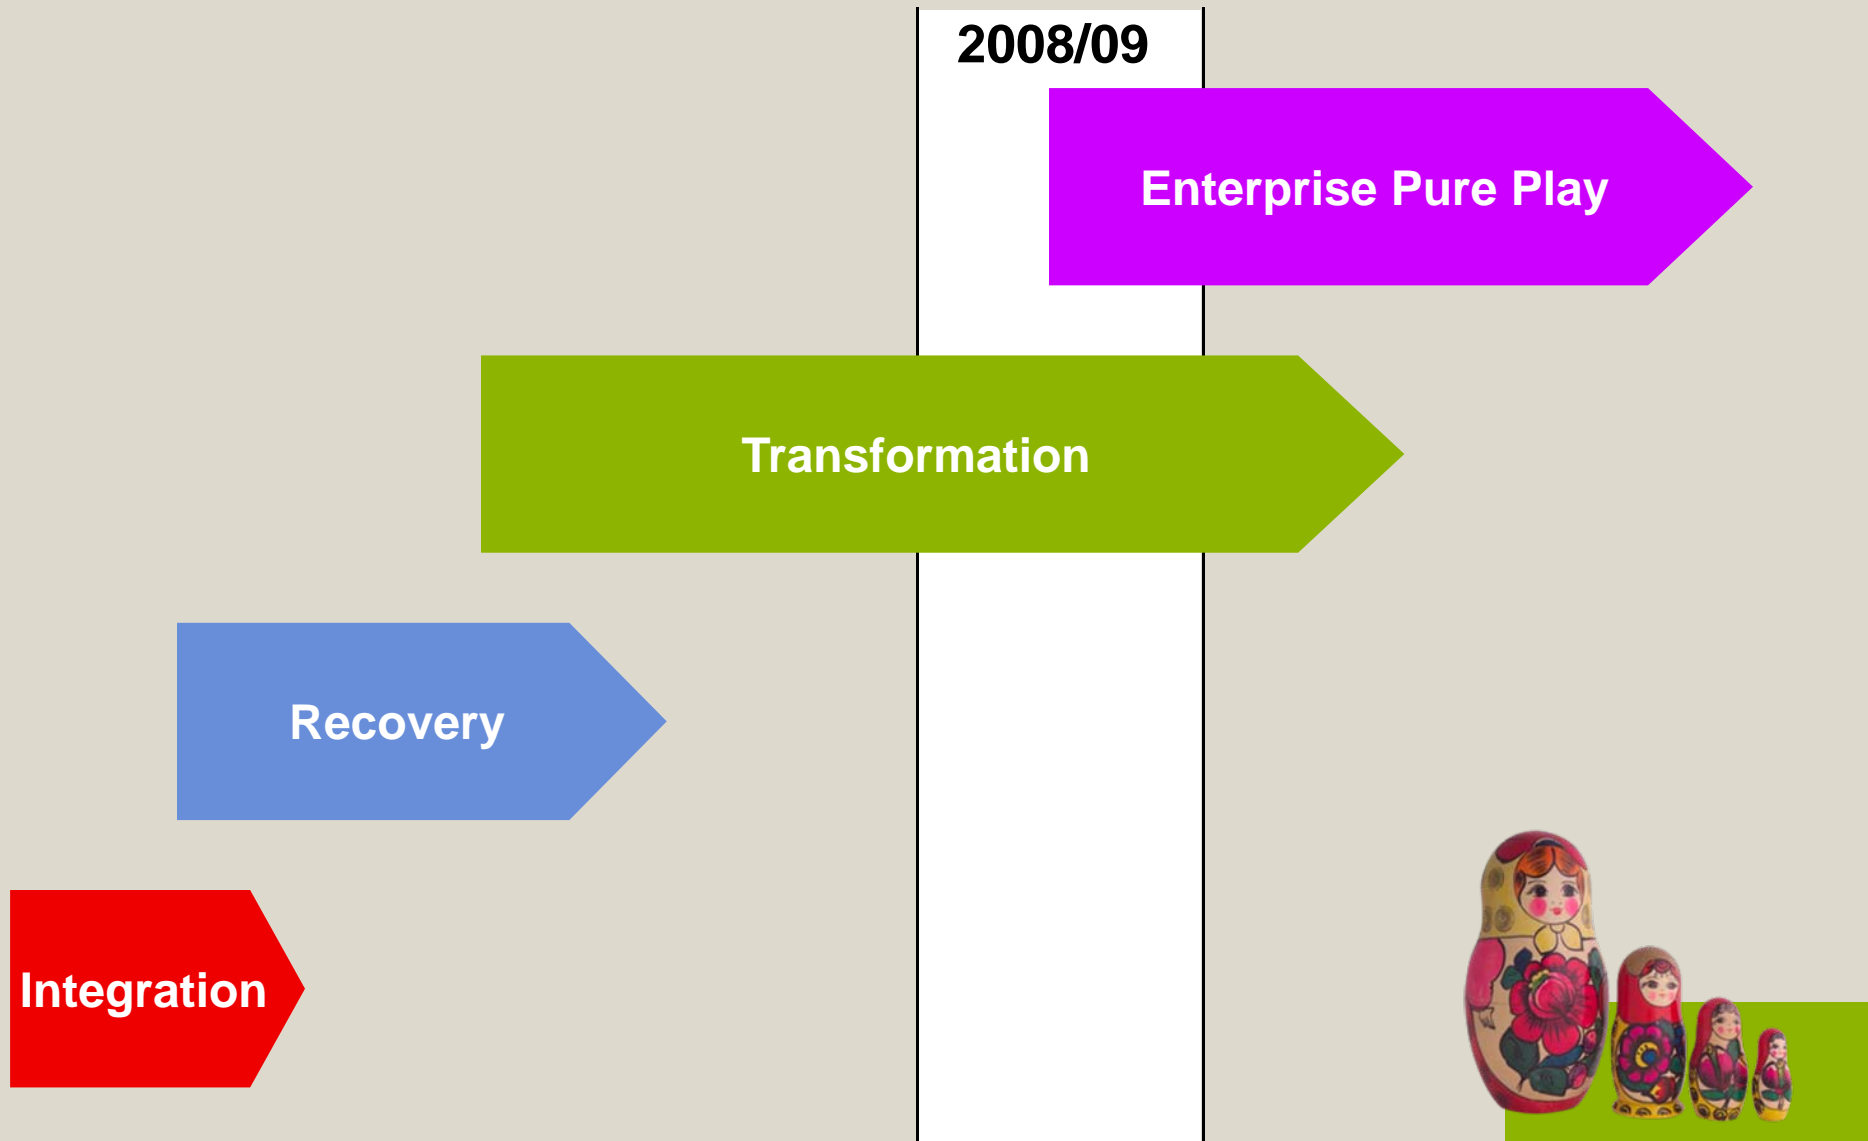 2008/09
Enterprise Pure Play
Transformation
Recovery
Integration